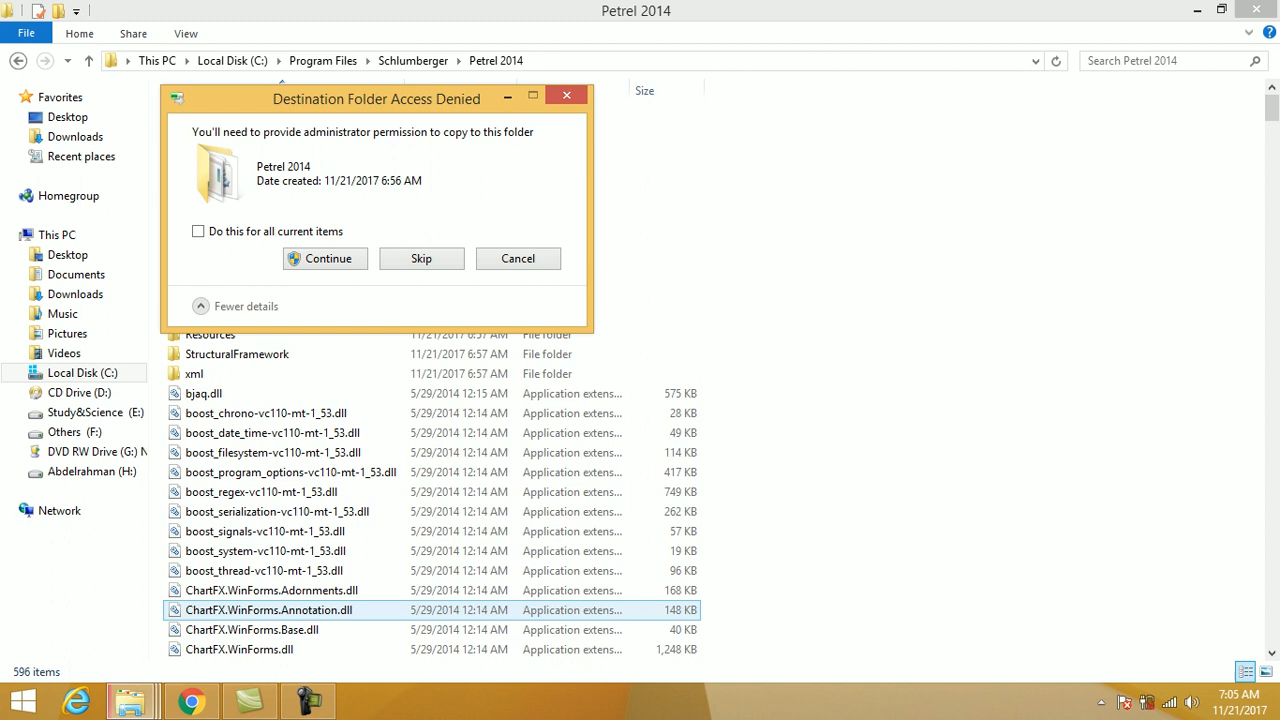 Petrel 2014
File Home Share View
This PC Local Disk (C:) Program Files Schlumberger Petrel 2014
Search Petrel 2014
Size
Favorites
Desktop
Downloads
Recent places
Homegroup
This PC
Desktop
Documents
Downloads
Music
Pictures
Videos
Local Disk (C:)
CD Drive (D:)
Study&Science (E:)
Others (F:)
DVD RW Drive (G:) N
Abdelrahman (H:)
Network
Destination Folder Access Denied
You'll need to provide administrator permission to copy to this folder
Petrel 2014
Date created: 11/21/2017 6:56 AM
Do this for all current items
Continue Skip Cancel
Fewer details
Resources 11/21/2017 6:57 AM File folder
StructuralFramework 11/21/2017 6:57 AM File folder
xml 11/21/2017 6:57 AM File folder
bjaq.dll 5/29/2014 12:15 AM Application extens... 575 KB
boost_chrono-vc110-mt-1_53.dll 5/29/2014 12:14 AM Application extens... 28 KB
boost_date_time-vc110-mt-1_53.dll 5/29/2014 12:14 AM Application extens... 49 KB
boost_filesystem-vc110-mt-1_53.dll 5/29/2014 12:14 AM Application extens... 114 KB
boost_program_options-vc110-mt-1_53.dll 5/29/2014 12:14 AM Application extens... 417 KB
boost_regex-vc110-mt-1_53.dll 5/29/2014 12:14 AM Application extens... 749 KB
boost_serialization-vc110-mt-1_53.dll 5/29/2014 12:14 AM Application extens... 262 KB
boost_signals-vc110-mt-1_53.dll 5/29/2014 12:14 AM Application extens... 57 KB
boost_system-vc110-mt-1_53.dll 5/29/2014 12:14 AM Application extens... 19 KB
boost_thread-vc110-mt-1_53.dll 5/29/2014 12:14 AM Application extens... 96 KB
ChartFX.WinForms.Adornments.dll 5/29/2014 12:14 AM Application extens... 168 KB
ChartFX.WinForms.Annotation.dll 5/29/2014 12:14 AM Application extens... 148 KB
ChartFX.WinForms.Base.dll 5/29/2014 12:14 AM Application extens... 40 KB
ChartFX.WinForms.dll 5/29/2014 12:14 AM Application extens... 1,248 KB
596 items
7:05 AM
11/21/2017